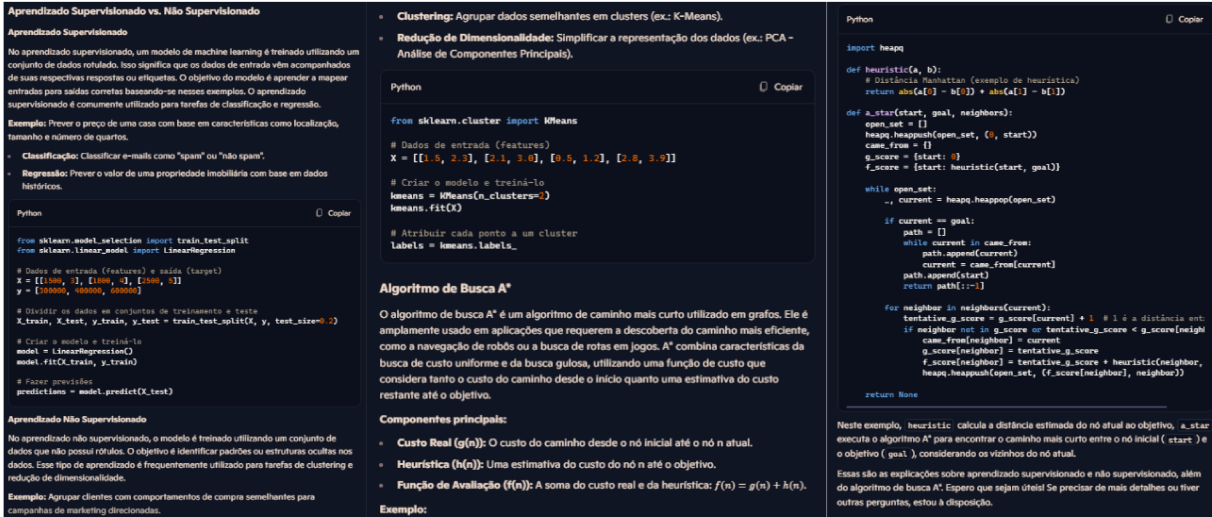 Aprendizado Supervisionado vs. Não Supervisionado
Aprendizado Supervisionado
No aprendizado supervisionado, um modelo de machine learning é treinado utilizando um
conjunto de dados rotulado. Isso significa que os dados de entrada vêm acompanhados
de suas respectivas respostas ou etiquetas. O objetivo do modelo é aprender a mapear
entradas para saídas corretas baseando-se nesses exemplos. O aprendizado
supervisionado é comumente utilizado para tarefas de classificação e regressão.
Exemplo: Prever o preço de uma casa com base em características como localização,
tamanho e número de quartos.
Classificação: Classificar e-mails como "spam" ou "não spam".
Regressão: Prever o valor de uma propriedade imobiliária com base em dados
históricos.
Python Copiar
from sklearn.model_selection import train_test_split
from sklearn.linear_model import LinearRegression
# Dados de entrada (features) e saída (target)
X = [[1500, 3], [1800, 4], [2500, 5]]
y = [300000, 400000, 600000]
# Dividir os dados em conjuntos de treinamento e teste
X_train, X_test, y_train, y_test = train_test_split(X, y, test_size=0.2)
# Criar o modelo e treiná-lo
model = LinearRegression()
model.fit(X_train, y_train)
# Fazer previsões
predictions = model.predict(X_test)
Aprendizado Não Supervisionado
No aprendizado não supervisionado, o modelo é treinado utilizando um conjunto de
dados que não possui rótulos. O objetivo é identificar padrões ou estruturas ocultas nos
dados. Esse tipo de aprendizado é frequentemente utilizado para tarefas de clustering e
redução de dimensionalidade.
Exemplo: Agrupar clientes com comportamentos de compra semelhantes para
campanhas de marketing direcionadas.
Clustering: Agrupar dados semelhantes em clusters (ex.: K-Means).
Redução de Dimensionalidade: Simplificar a representação dos dados (ex.: PCA -
Análise de Componentes Principais).
Python Copiar
from sklearn.cluster import KMeans
# Dados de entrada (features)
X = [[1.5, 2.3], [2.1, 3.0], [0.5, 1.2], [2.8, 3.9]]
# Criar o modelo e treiná-lo
kmeans = KMeans(n_clusters=2)
kmeans.fit(X)
# Atribuir cada ponto a um cluster
labels = kmeans.labels_
Algoritmo de Busca A*
O algoritmo de busca A* é um algoritmo de caminho mais curto utilizado em grafos. Ele é
amplamente usado em aplicações que requerem a descoberta do caminho mais eficiente,
como a navegação de robôs ou a busca de rotas em jogos. A* combina características da
busca de custo uniforme e da busca gulosa, utilizando uma função de custo que
considera tanto o custo do caminho desde o início quanto uma estimativa do custo
restante até o objetivo.
Componentes principais:
Custo Real (g(n)): O custo do caminho desde o nó inicial até o nó n atual.
Heurística (h(n)): Uma estimativa do custo do nó n até o objetivo.
Função de Avaliação (f(n)): A soma do custo real e da heurística: f(n) = g(n) + h(n).
Exemplo:
Python Copiar
import heapq
def heuristic(a, b):
# Distância Manhattan (exemplo de heurística)
return abs(a[0] - b[0]) + abs(a[1] - b[1])
def a_star(start, goal, neighbors):
open_set = []
heapq.heappush(open_set, (0, start))
came_from = {}
g_score = {start: 0}
f_score = {start: heuristic(start, goal)}
while open_set:
_, current = heapq.heappop(open_set)
if current == goal:
path = []
while current in came_from:
path.append(current)
current = came_from[current]
path.append(start)
return path[::-1]
for neighbor in neighbors(current):
tentative_g_score = g_score[current] + 1 # 1 é a distância ent
if neighbor not in g_score or tentative_g_score < g_score[neigh
came_from[neighbor] = current
g_score[neighbor] = tentative_g_score
f_score[neighbor] = tentative_g_score + heuristic(neighbor,
heapq.heappush(open_set, (f_score[neighbor], neighbor))
return None
Neste exemplo, heuristic calcula a distância estimada do nó atual ao objetivo, a_star
executa o algoritmo A* para encontrar o caminho mais curto entre o nó inicial ( start ) e
o objetivo ( goal ), considerando os vizinhos do nó atual.
Essas são as explicações sobre aprendizado supervisionado e não supervisionado, além
do algoritmo de busca A*. Espero que sejam úteis! Se precisar de mais detalhes ou tiver
outras perguntas, estou à disposição.